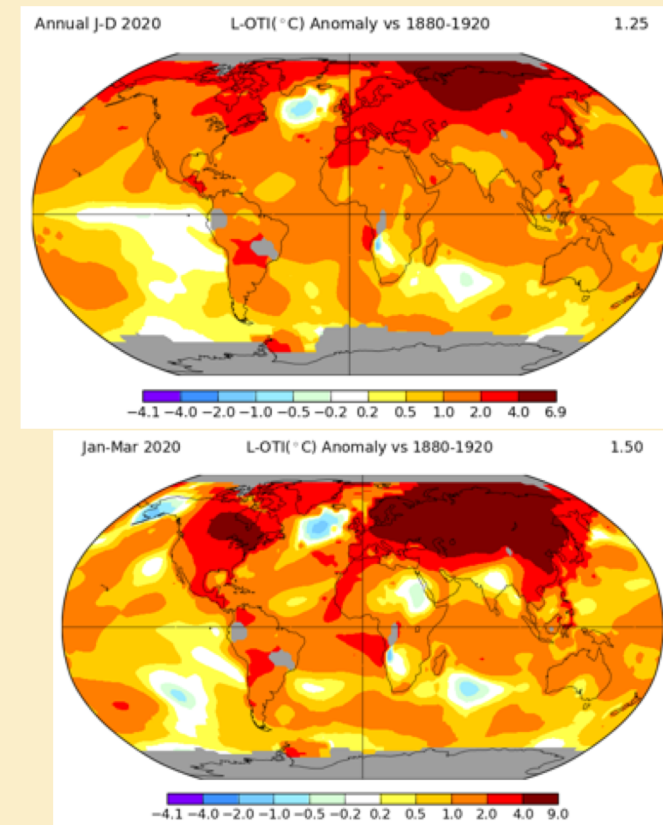 Annual J-D 2020 L-OTI(°C) Anomaly vs 1880-1920 1.25
−4.1 −4.0 −2.0 −1.0 −0.5 −0.2 0.2 0.5 1.0 2.0 4.0 6.9
Jan-Mar 2020 L-OTI(°C) Anomaly vs 1880-1920 1.50
−4.1 −4.0 −2.0 −1.0 −0.5 −0.2 0.2 0.5 1.0 2.0 4.0 9.0